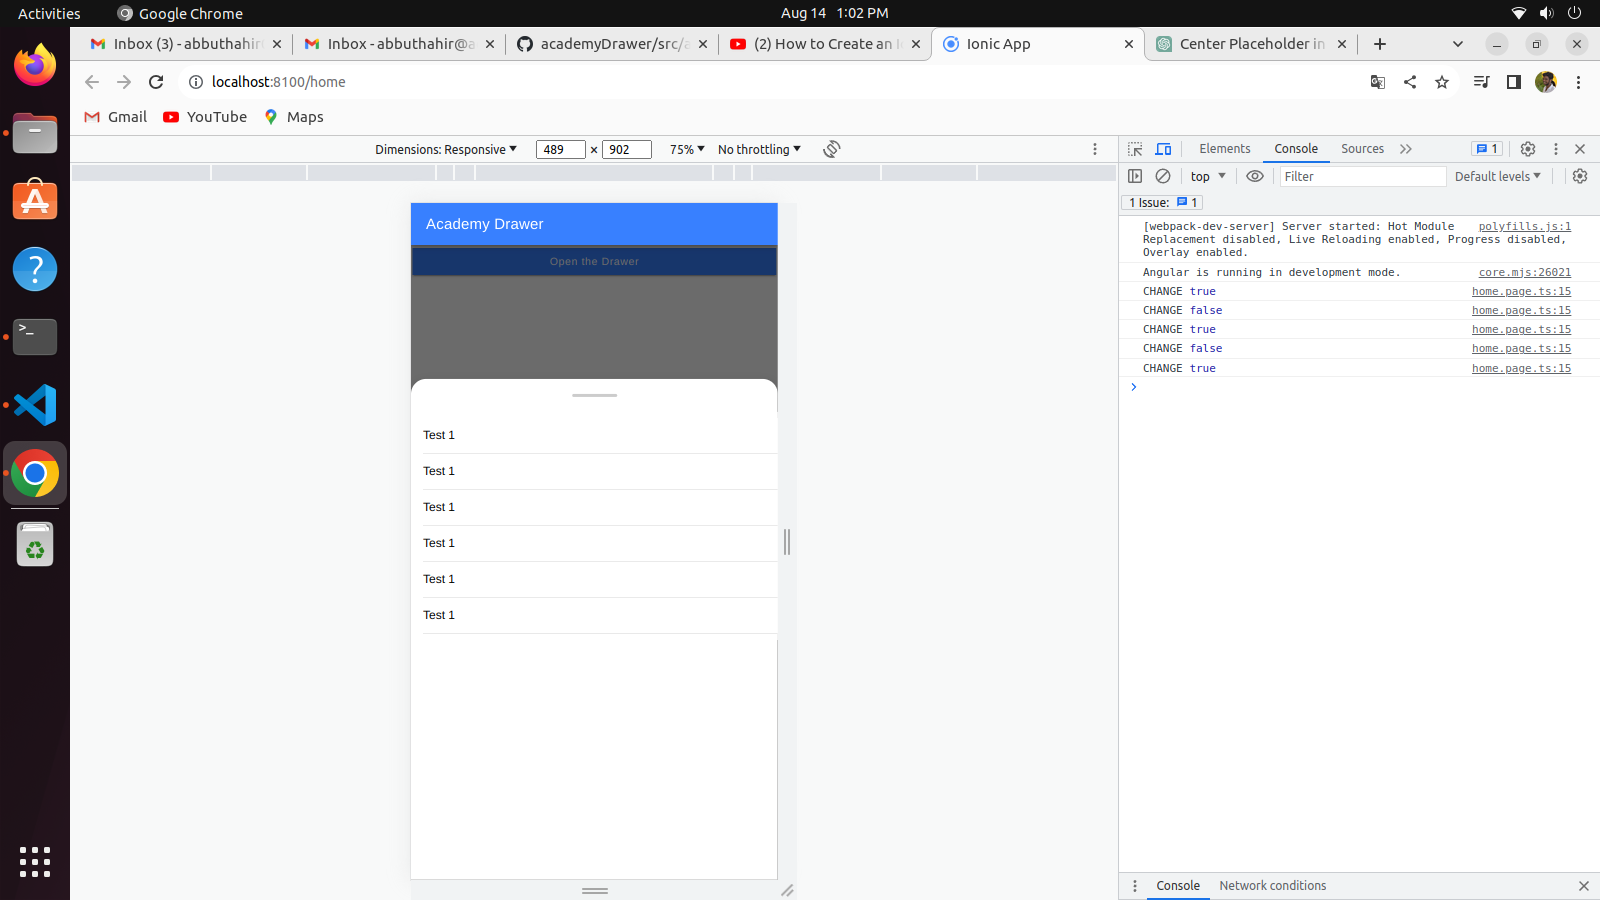 Activities
Google Chrome
Aug 14 1:02 PM
Inbox (3) - abbuthahir
Inbox - abbuthahir@a
academyDrawer/src/a
(2) How to Create an I
Ionic App
Center Placeholder in
localhost:8100/home
Gmail
YouTube
Maps
Dimensions: Responsive
489 × 902
75%
No throttling
Elements
Console
Sources
1
top
Filter
Default levels
1 Issue: 1
[webpack-dev-server] Server started: Hot Module polyfills.js:1
Replacement disabled, Live Reloading enabled, Progress disabled,
Overlay enabled.
Angular is running in development mode. core.mjs:26021
CHANGE true home.page.ts:15
CHANGE false home.page.ts:15
CHANGE true home.page.ts:15
CHANGE false home.page.ts:15
CHANGE true home.page.ts:15
Academy Drawer
Open the Drawer
Test 1
Test 1
Test 1
Test 1
Test 1
Test 1
Console
Network conditions